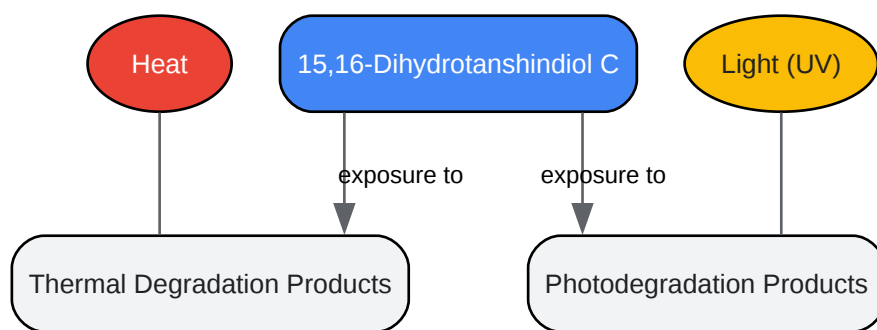 Heat
15,16-Dihydrotanshindiol C
Light (UV)
exposure to
exposure to
Thermal Degradation Products
Photodegradation Products